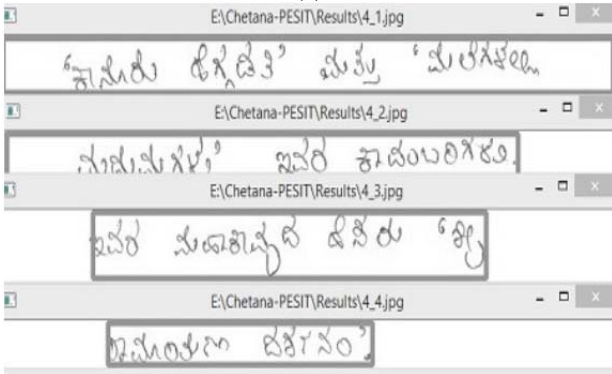 E:\Chetana-PESIT\Results\4_1.jpg
'ಕಾನೂರು ಹೆಗ್ಗಡತಿ' ಮತ್ತು 'ಮಲೆಗಳಲ್ಲಿ
E:\Chetana-PESIT\Results\4_2.jpg
ಮದುಮಗಳು' ಇವರ ಕಾದಂಬರಿಗಳು.
E:\Chetana-PESIT\Results\4_3.jpg
ಇವರ ಮಹಾಕಾವ್ಯದ ಹೆಸರು 'ಶ್ರೀ
E:\Chetana-PESIT\Results\4_4.jpg
ರಾಮಾಯಣ ದರ್ಶನಂ'.